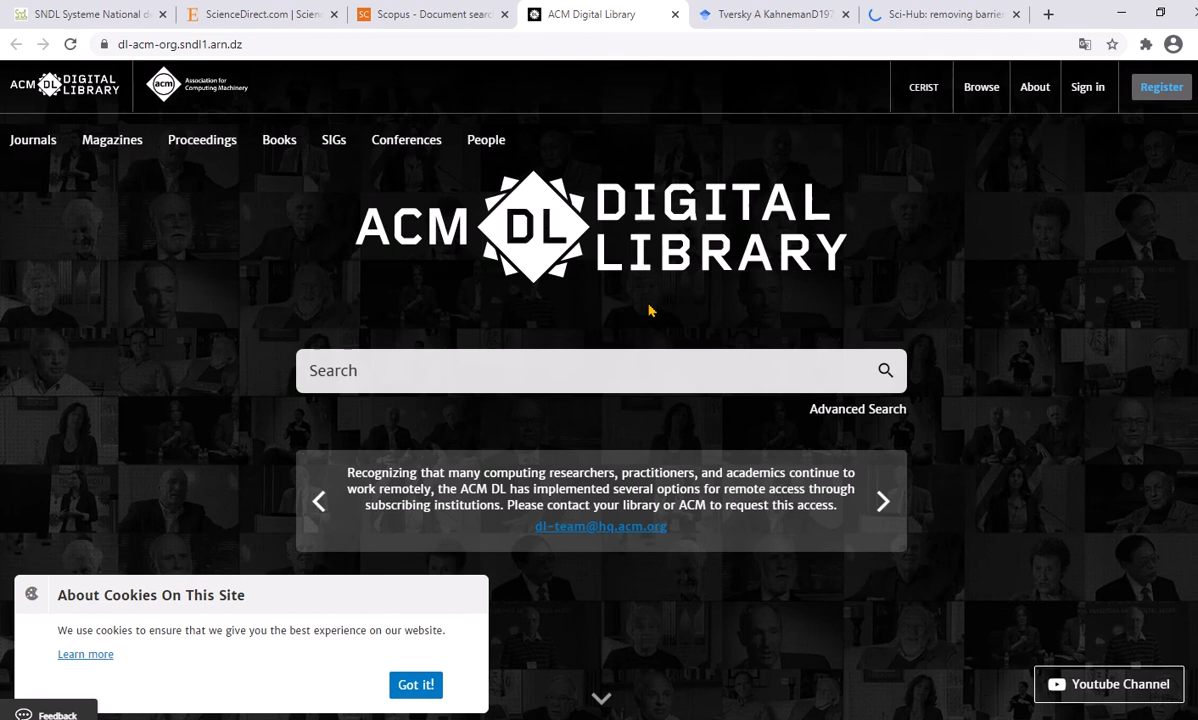 SNDL Systeme National d
ScienceDirect.com | Scien
Scopus - Document searc
ACM Digital Library
Tversky A KahnemanD197
Sci-Hub: removing barrie
dl-acm-org.sndl1.arn.dz
ACM DL DIGITAL LIBRARY
acm Association for
Computing Machinery
CERIST
Browse
About
Sign in
Register
Journals
Magazines
Proceedings
Books
SIGs
Conferences
People
ACM DL DIGITAL
LIBRARY
Search
Advanced Search
Recognizing that many computing researchers, practitioners, and academics continue to
work remotely, the ACM DL has implemented several options for remote access through
subscribing institutions. Please contact your library or ACM to request this access.
dl-team@hq.acm.org
About Cookies On This Site
We use cookies to ensure that we give you the best experience on our website.
Learn more
Got it!
Youtube Channel
Feedback